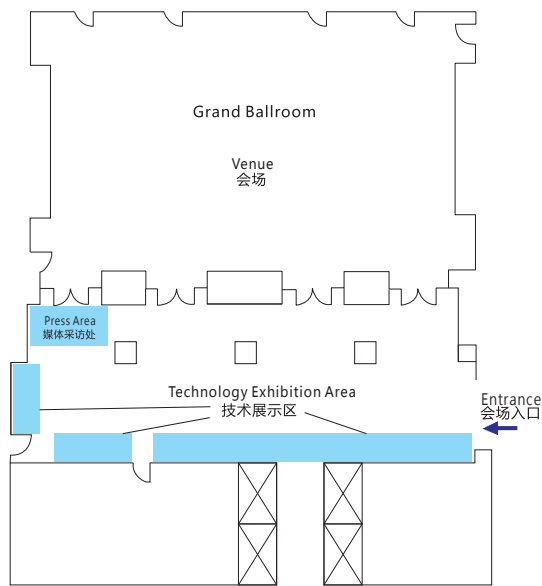 Grand Ballroom
Venue
会场
Press Area
媒体采访处
Technology Exhibition Area
技术展示区
Entrance
会场入口